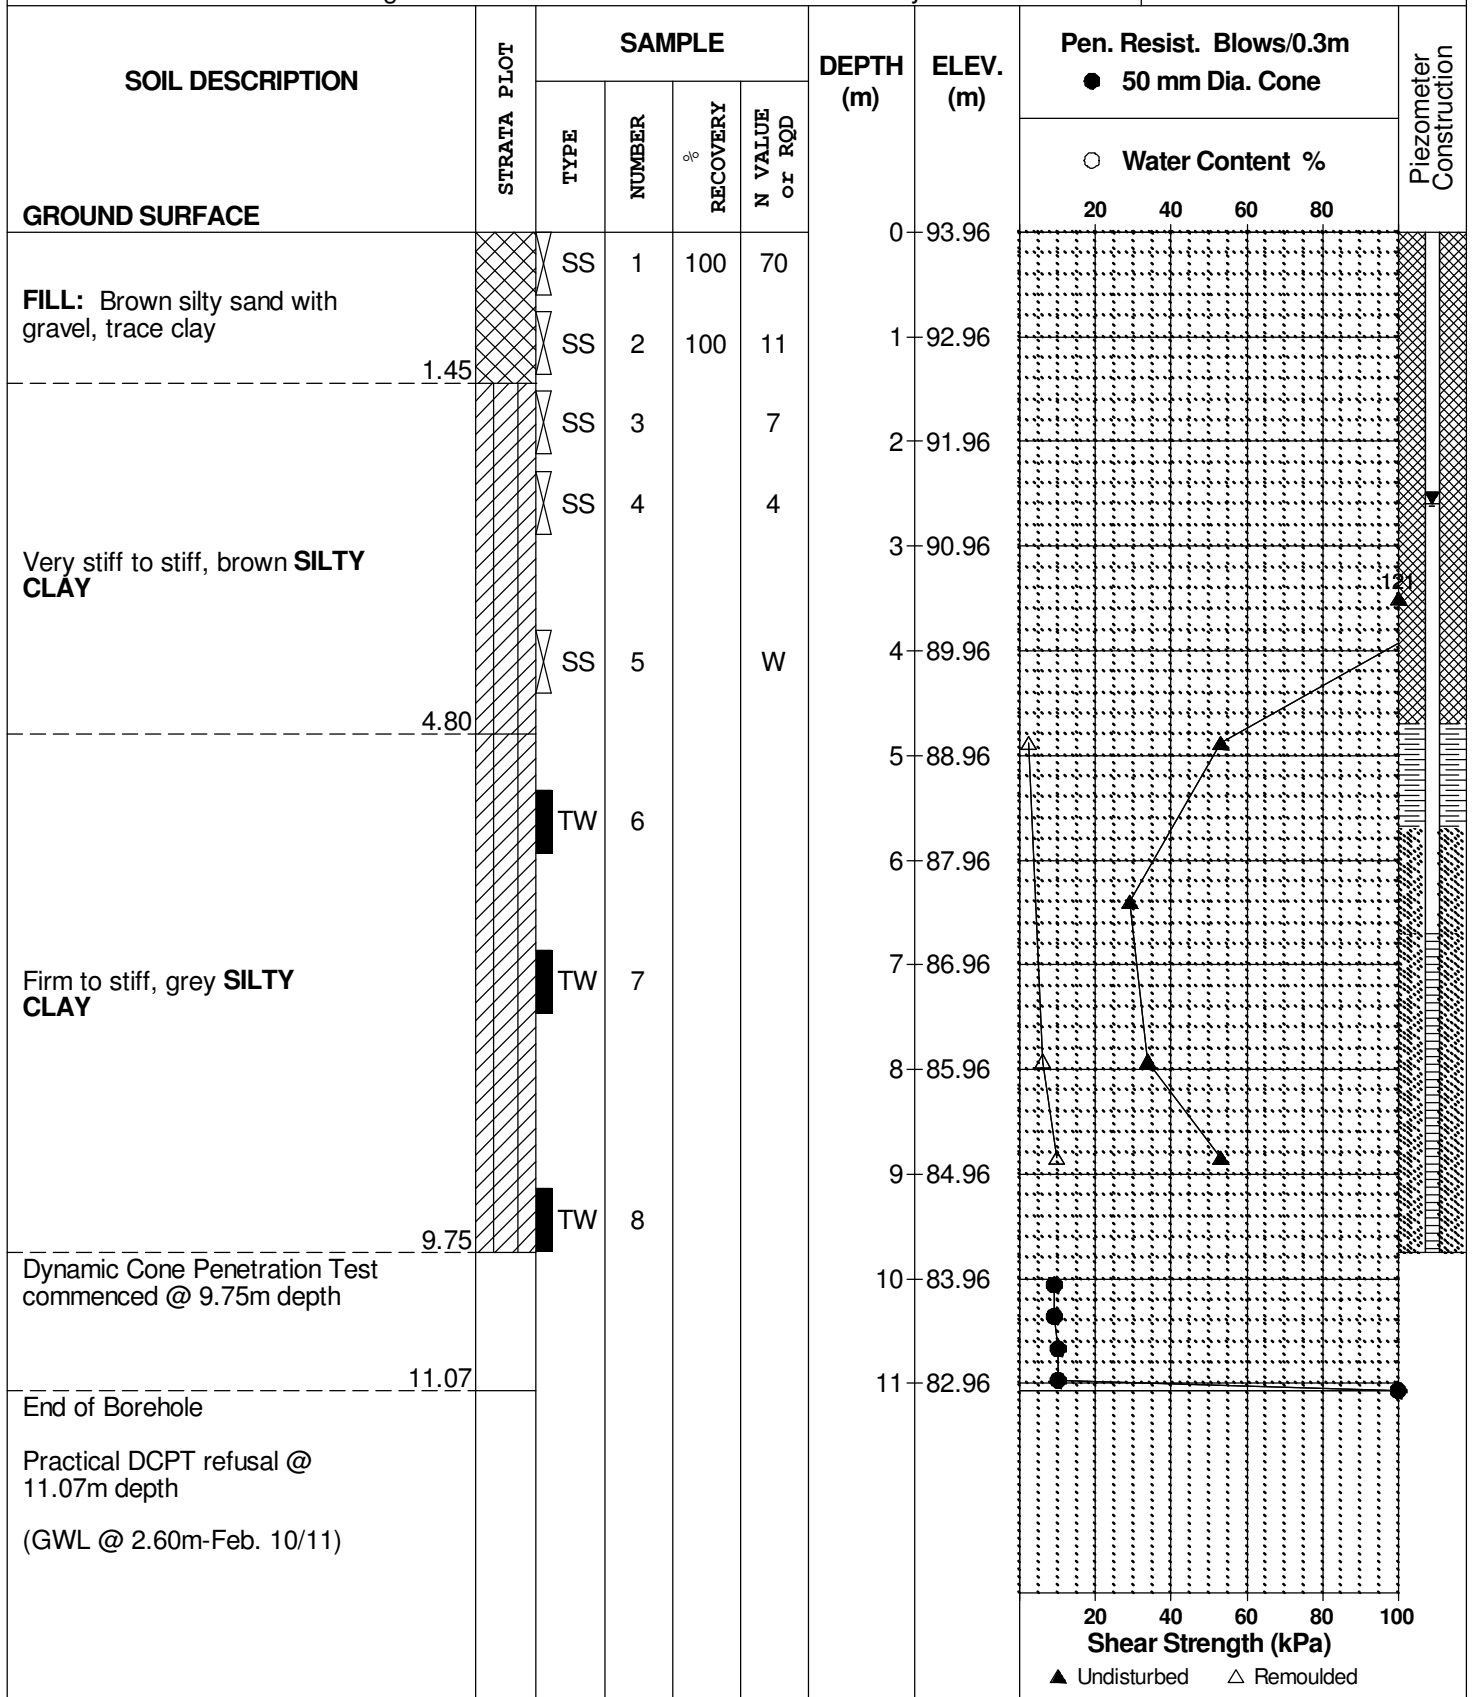 SOIL DESCRIPTION
GROUND SURFACE
STRATA PLOT
SAMPLE
TYPE
NUMBER
%
RECOVERY
N VALUE
or RQD
DEPTH
(m)
ELEV.
(m)
Pen. Resist. Blows/0.3m
● 50 mm Dia. Cone
○ Water Content %
20 40 60 80
Piezometer
Construction
0 93.96
SS 1 100 70
FILL: Brown silty sand with
gravel, trace clay
SS 2 100 11
1 92.96
1.45
SS 3 7
2 91.96
SS 4 4
3 90.96
Very stiff to stiff, brown SILTY
CLAY
121
SS 5 W
4 89.96
4.80
5 88.96
TW 6
6 87.96
7 86.96
Firm to stiff, grey SILTY
CLAY
TW 7
8 85.96
9 84.96
TW 8
9.75
Dynamic Cone Penetration Test
commenced @ 9.75m depth
10 83.96
11.07
11 82.96
End of Borehole
Practical DCPT refusal @
11.07m depth
(GWL @ 2.60m-Feb. 10/11)
20 40 60 80 100
Shear Strength (kPa)
▲ Undisturbed △ Remoulded